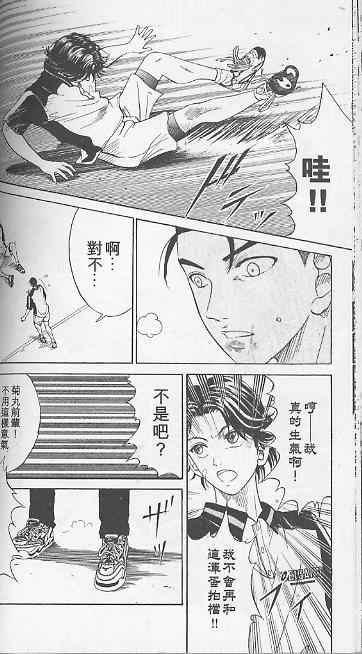 哇!!
啊…
對不…
哼!我
真的生氣啊!
我不會再和
這渾蛋拍檔!!
不是吧？
菊丸前輩!
不用這樣意氣